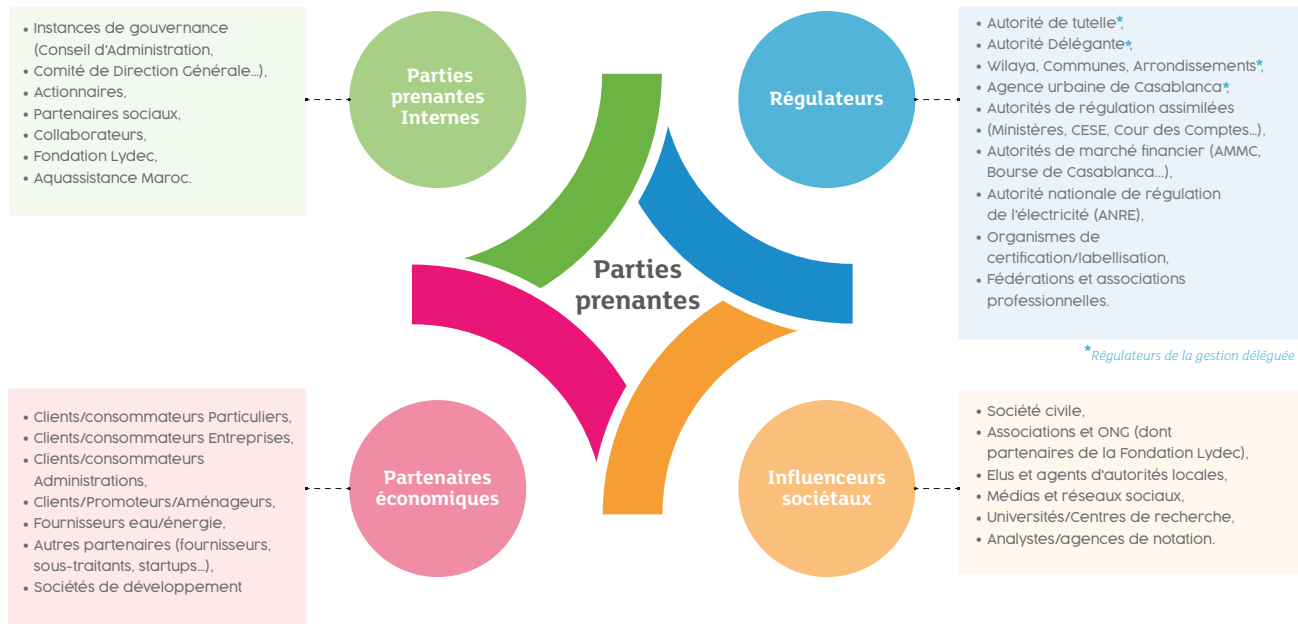 • Instances de gouvernance
(Conseil d'Administration,
• Comité de Direction Générale...),
• Actionnaires,
• Partenaires sociaux,
• Collaborateurs,
• Fondation Lydec,
• Aquassistance Maroc.
Parties
prenantes
Internes
Régulateurs
• Autorité de tutelle*,
• Autorité Délégante*,
• Wilaya, Communes, Arrondissements*,
• Agence urbaine de Casablanca*,
• Autorités de régulation assimilées
• (Ministères, CESE, Cour des Comptes...),
• Autorités de marché financier (AMMC,
Bourse de Casablanca...),
• Autorité nationale de régulation
de l'électricité (ANRE),
• Organismes de
certification/labellisation,
• Fédérations et associations
professionnelles.
*Régulateurs de la gestion déléguée
Parties
prenantes
• Clients/consommateurs Particuliers,
• Clients/consommateurs Entreprises,
• Clients/consommateurs
Administrations,
• Clients/Promoteurs/Aménageurs,
• Fournisseurs eau/énergie,
• Autres partenaires (fournisseurs,
sous-traitants, startups...),
• Sociétés de développement
Partenaires
économiques
Influenceurs
sociétaux
• Société civile,
• Associations et ONG (dont
partenaires de la Fondation Lydec),
• Elus et agents d'autorités locales,
• Médias et réseaux sociaux,
• Universités/Centres de recherche,
• Analystes/agences de notation.